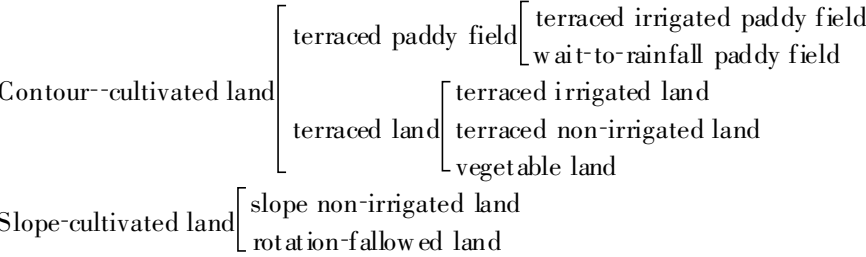 Contour--cultivated land
terraced paddy field
terraced irrigated paddy field
wait-to-rainfall paddy field
terraced land
terraced irrigated land
terraced non-irrigated land
vegetable land
Slope-cultivated land
slope non-irrigated land
rotation-fallowed land